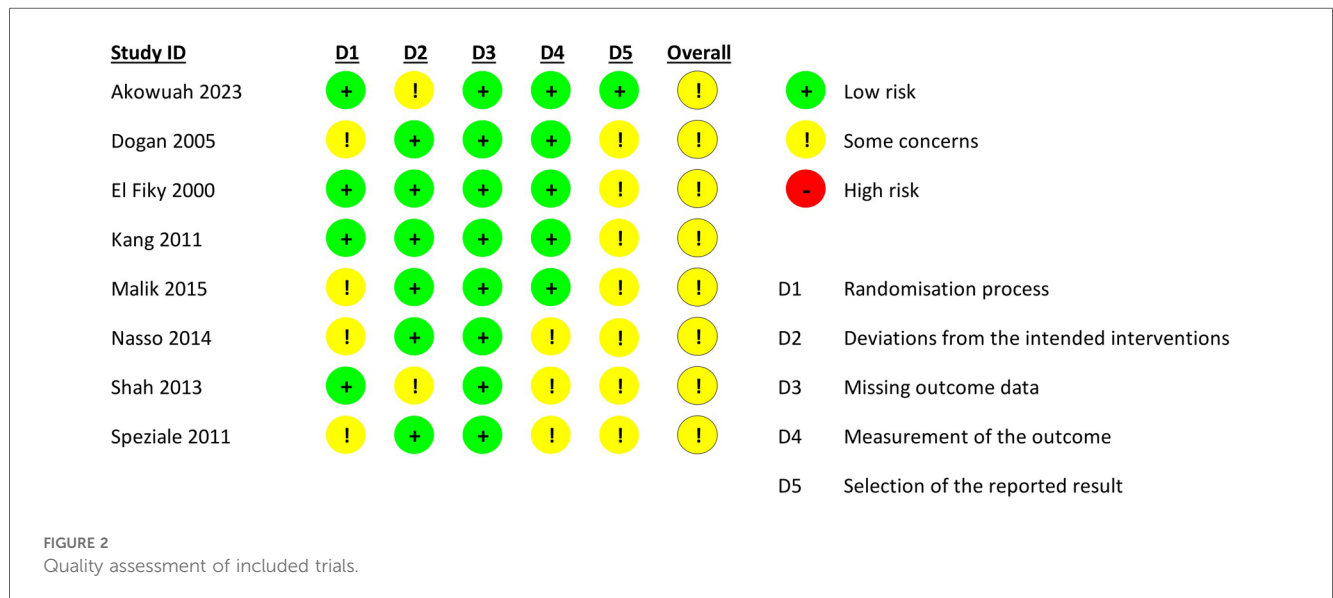 Study ID D1 D2 D3 D4 D5 Overall
Akowuah 2023 + ! + + + !
Dogan 2005 ! + + + ! !
El Fiky 2000 + + + + ! !
Kang 2011 + + + + ! !
Malik 2015 ! + + + ! !
Nasso 2014 ! + + ! ! !
Shah 2013 + ! + ! ! !
Speziale 2011 ! + + ! ! !
+ Low risk
! Some concerns
- High risk
D1 Randomisation process
D2 Deviations from the intended interventions
D3 Missing outcome data
D4 Measurement of the outcome
D5 Selection of the reported result
FIGURE 2
Quality assessment of included trials.